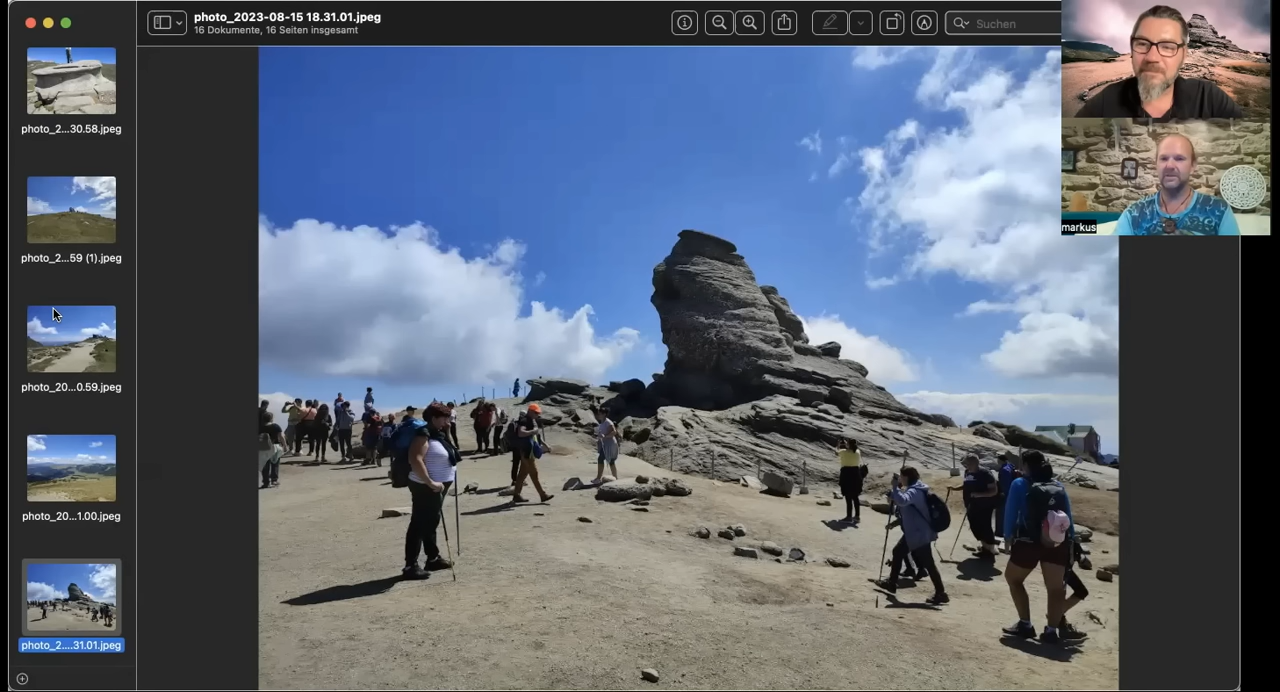 photo_2023-08-15 18.31.01.jpeg
16 Dokumente, 16 Seiten insgesamt
Suchen
markus
photo_2...30.58.jpeg
photo_2...59 (1).jpeg
photo_20...0.59.jpeg
photo_20...1.00.jpeg
photo_2....31.01.jpeg